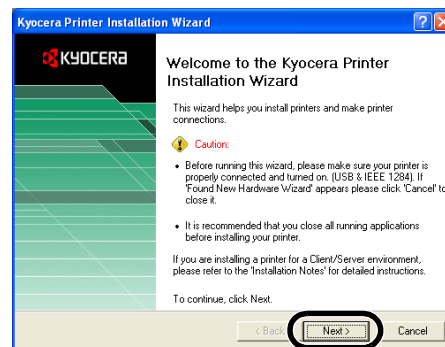 Kyocera Printer Installation Wizard
KYOCERA
Welcome to the Kyocera Printer
Installation Wizard
This wizard helps you install printers and make printer
connections.
Caution:
• Before running this wizard, please make sure your printer is
properly connected and turned on. (USB & IEEE 1284). If
'Found New Hardware Wizard' appears please click 'Cancel' to
close it.
• It is recommended that you close all running applications
before installing your printer.
If you are installing a printer for a Client/Server environment,
please refer to the 'Installation Notes' for detailed instructions.
To continue, click Next.
< Back
Next >
Cancel